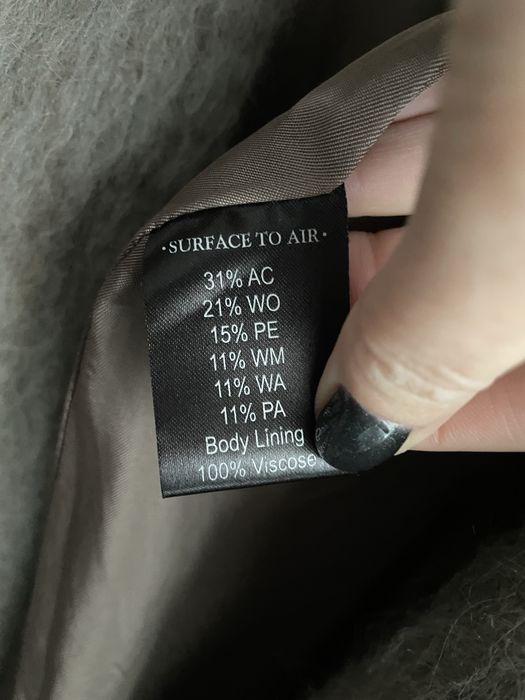 ·SURFACE TO AIR·
31% AC
21% WO
15% PE
11% WM
11% WA
11% PA
Body Lining
100% Viscose